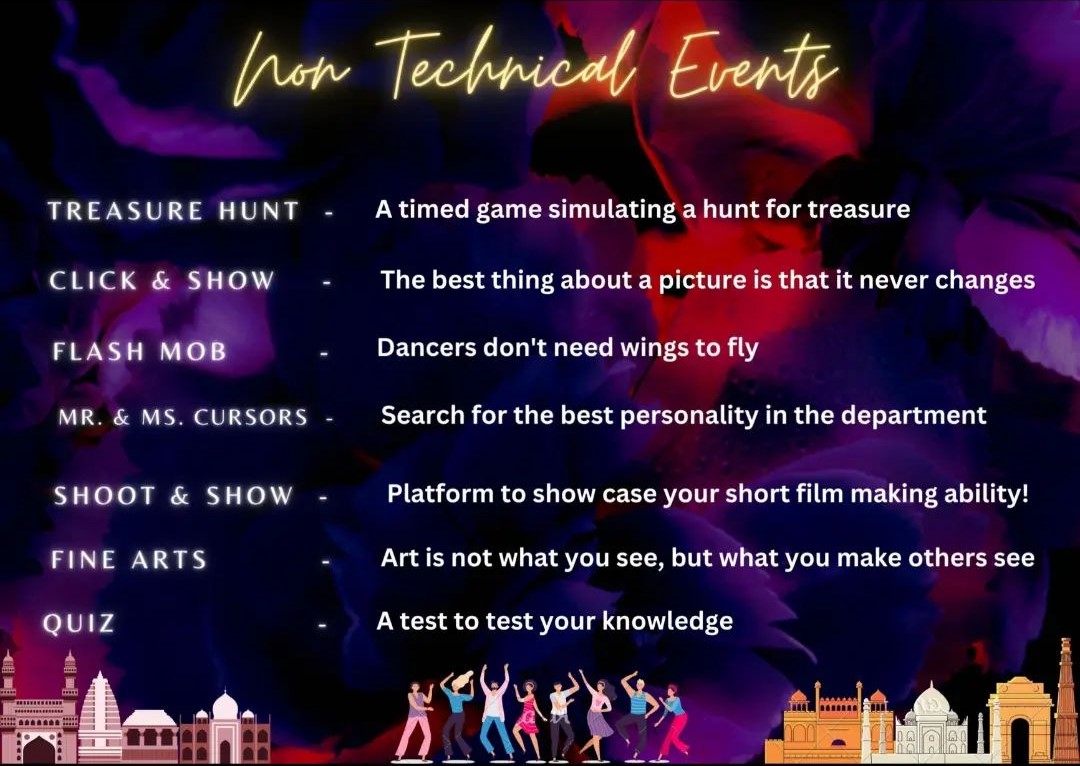 Non Technical Events
TREASURE HUNT - A timed game simulating a hunt for treasure
CLICK & SHOW - The best thing about a picture is that it never changes
FLASH MOB - Dancers don't need wings to fly
MR. & MS. CURSORS - Search for the best personality in the department
SHOOT & SHOW - Platform to show case your short film making ability!
FINE ARTS - Art is not what you see, but what you make others see
QUIZ - A test to test your knowledge